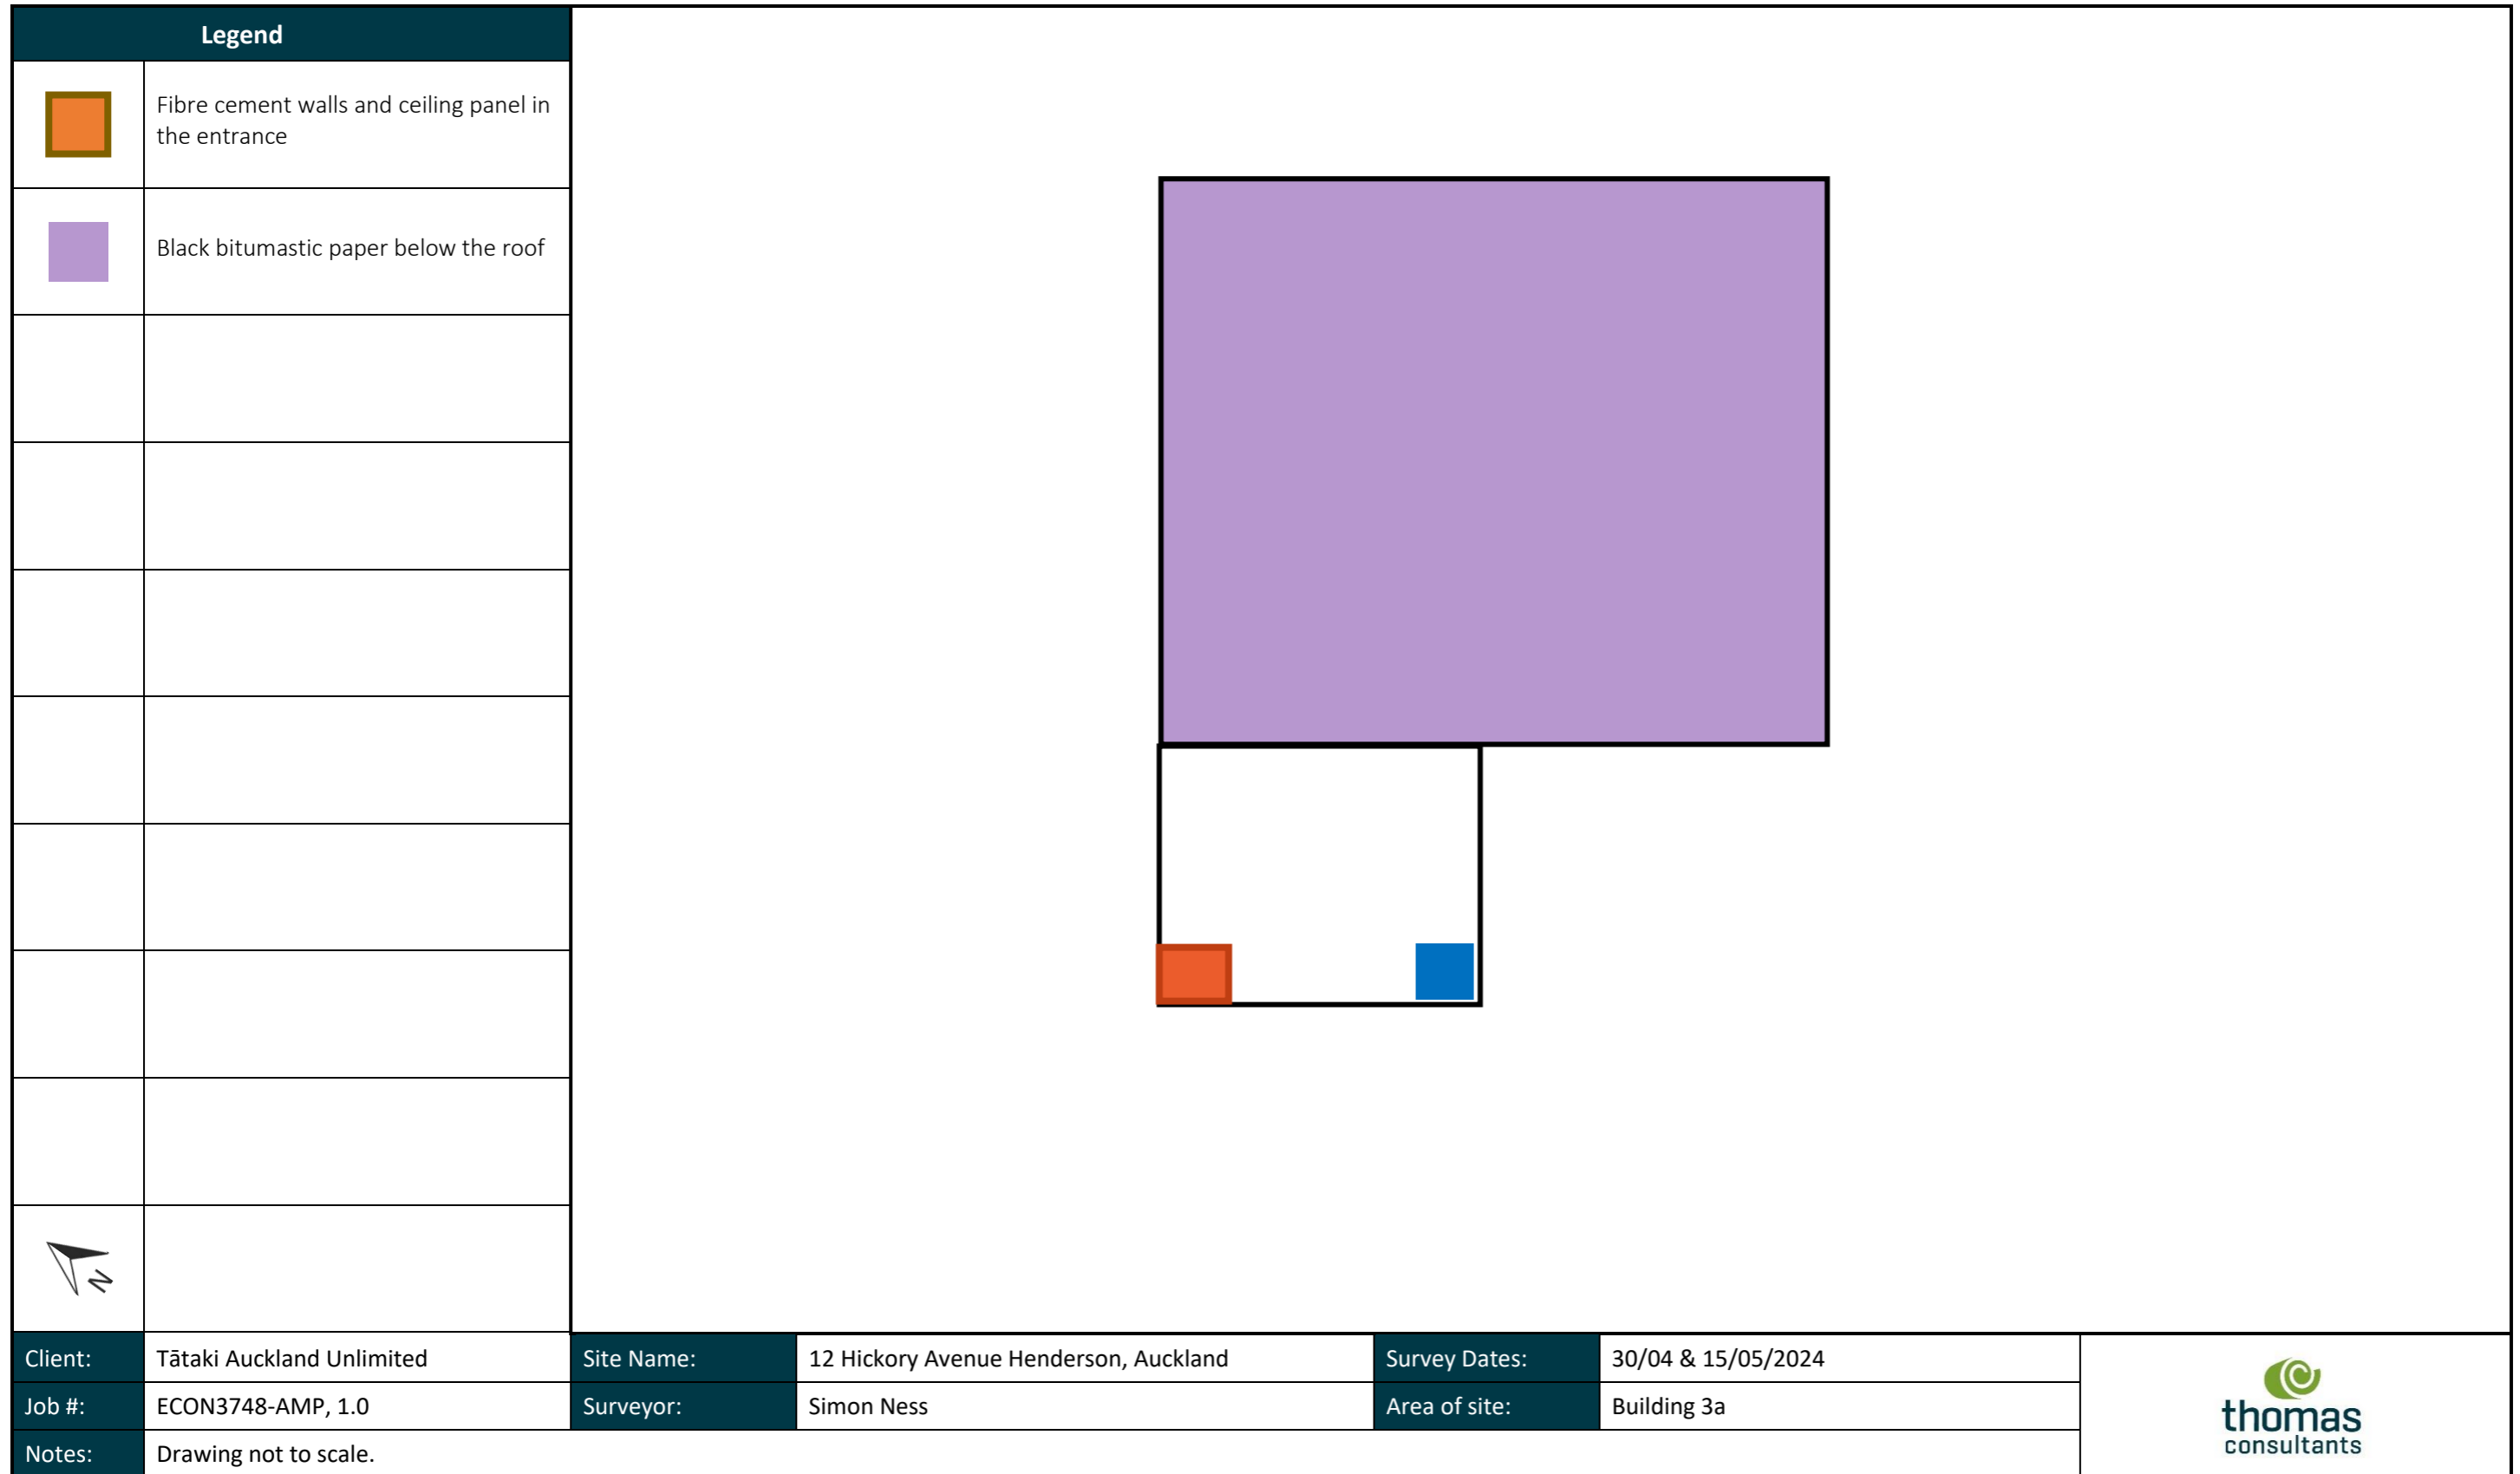 Legend
Fibre cement walls and ceiling panel in
the entrance
Black bitumastic paper below the roof
N
Client: Tātaki Auckland Unlimited Site Name: 12 Hickory Avenue Henderson, Auckland Survey Dates: 30/04 & 15/05/2024
Job #: ECON3748-AMP, 1.0 Surveyor: Simon Ness Area of site: Building 3a
Notes: Drawing not to scale.
thomas
consultants